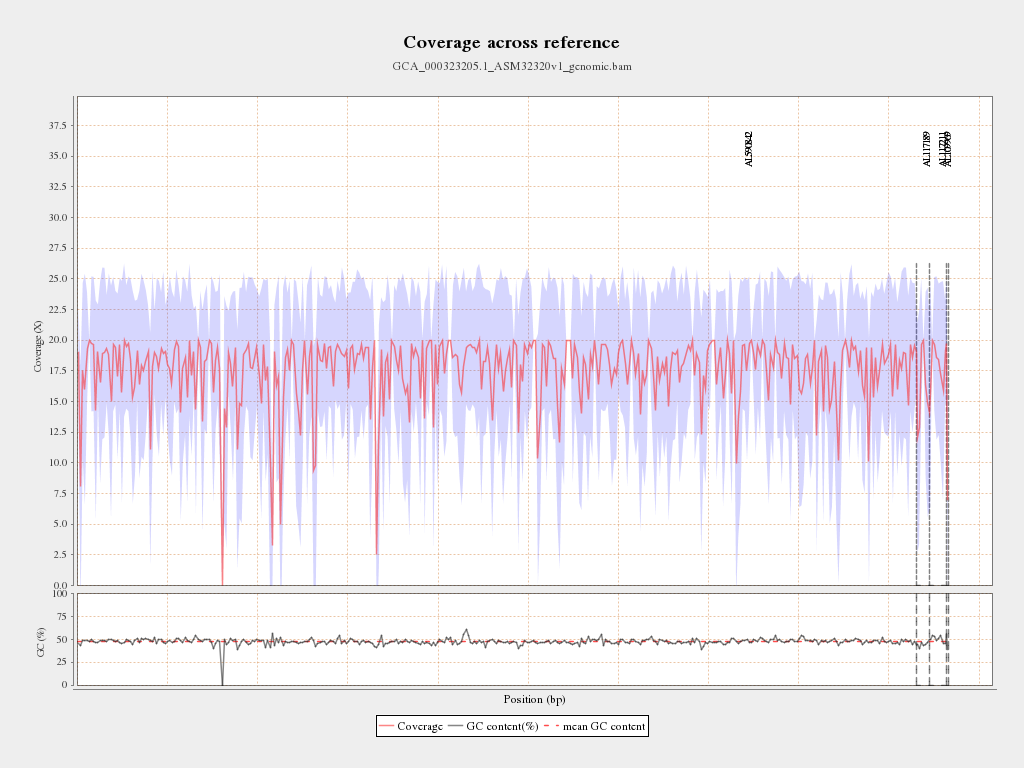 Coverage across reference
GCA_000323205.1_ASM32320v1_genomic.bam
37.5
35.0
32.5
30.0
27.5
25.0
22.5
20.0
17.5
15.0
12.5
10.0
7.5
5.0
2.5
0.0
Coverage (X)
AL590842
AL117189
AL117211
AL109969
100
75
50
25
0
GC (%)
Position (bp)
Coverage GC content(%) mean GC content